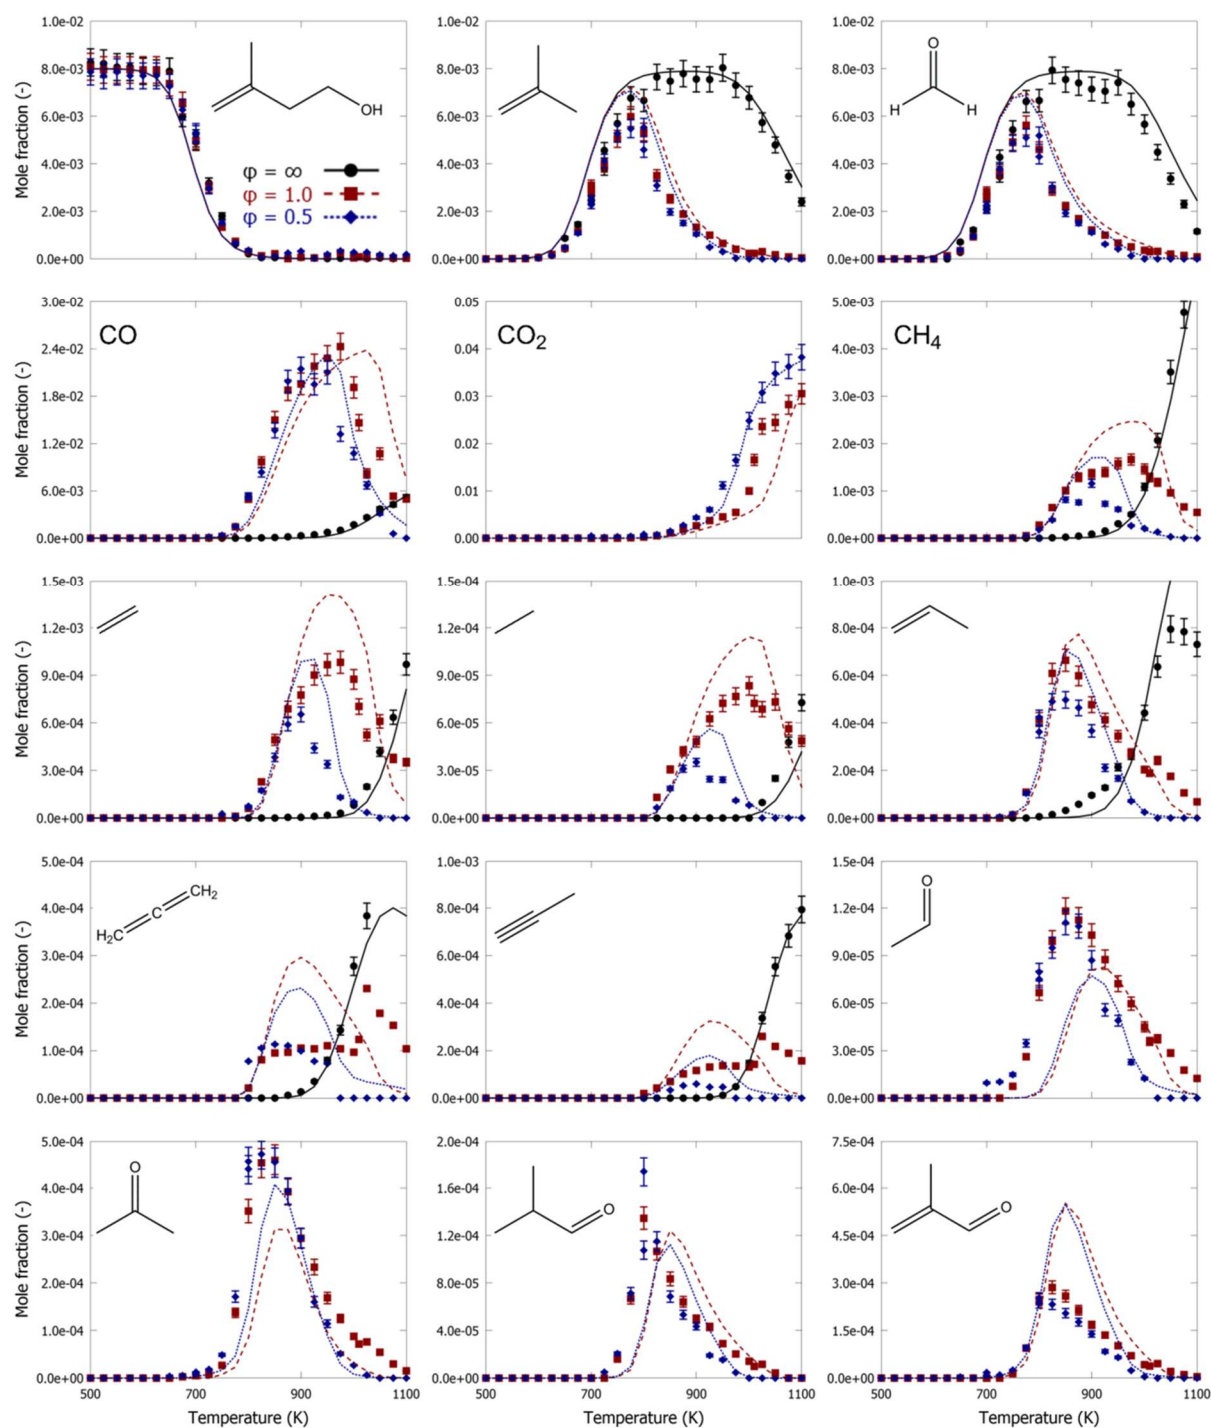 1.0e-02 1.0e-02 1.0e-02
8.0e-03 8.0e-03 8.0e-03
6.0e-03 6.0e-03 6.0e-03
4.0e-03 4.0e-03 4.0e-03
2.0e-03 2.0e-03 2.0e-03
0.0e+00 0.0e+00 0.0e+00
Mole fraction (-)
OH
φ = ∞
φ = 1.0
φ = 0.5
O
H H
3.0e-02 0.05 5.0e-03
2.4e-02 0.04 4.0e-03
1.8e-02 0.03 3.0e-03
1.2e-02 0.02 2.0e-03
6.0e-03 0.01 1.0e-03
0.0e+00 0.00 0.0e+00
Mole fraction (-)
CO CO2 CH4
1.5e-03 1.5e-04 1.0e-03
1.2e-03 1.2e-04 8.0e-04
9.0e-04 9.0e-05 6.0e-04
6.0e-04 6.0e-05 4.0e-04
3.0e-04 3.0e-05 2.0e-04
0.0e+00 0.0e+00 0.0e+00
Mole fraction (-)
5.0e-04 1.0e-03 1.5e-04
4.0e-04 8.0e-04 1.2e-04
3.0e-04 6.0e-04 9.0e-05
2.0e-04 4.0e-04 6.0e-05
1.0e-04 2.0e-04 3.0e-05
0.0e+00 0.0e+00 0.0e+00
Mole fraction (-)
H2C C CH2
O
5.0e-04 2.0e-04 7.5e-04
4.0e-04 1.6e-04 6.0e-04
3.0e-04 1.2e-04 4.5e-04
2.0e-04 8.0e-05 3.0e-04
1.0e-04 4.0e-05 1.5e-04
0.0e+00 0.0e+00 0.0e+00
Mole fraction (-)
O O O
500 700 900 1100 500 700 900 1100 500 700 900 1100
Temperature (K) Temperature (K) Temperature (K)